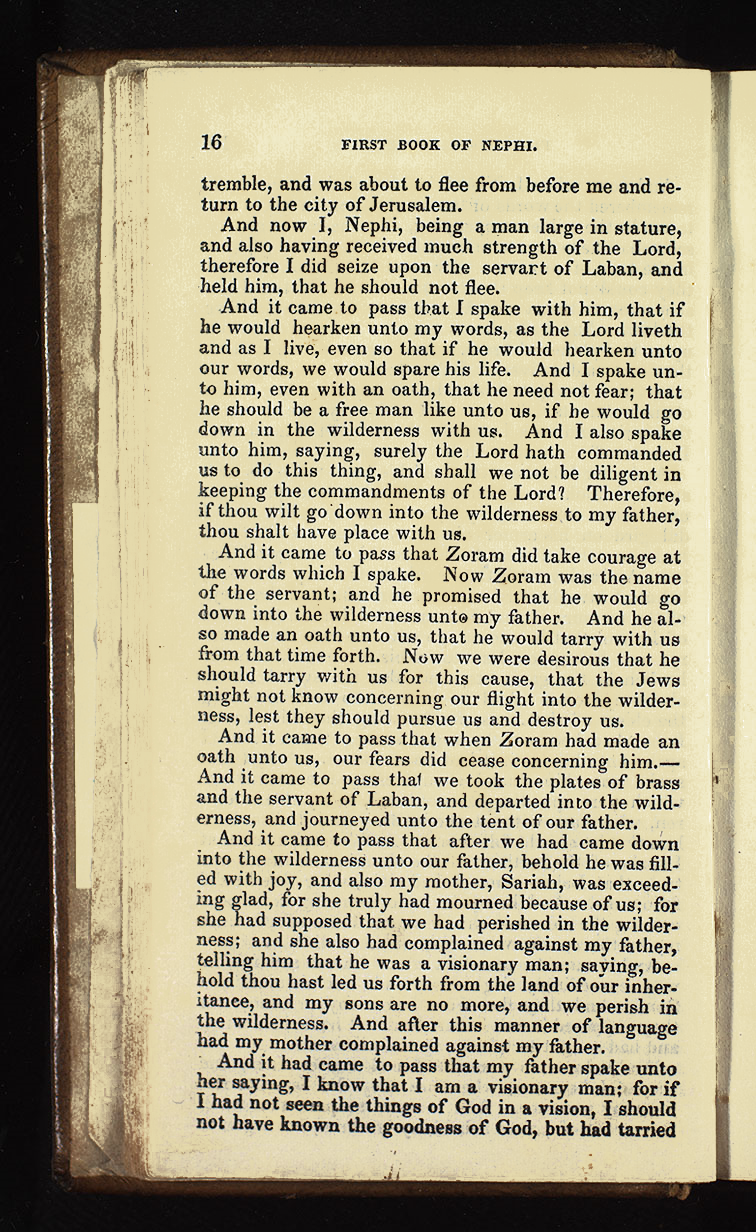 16 FIRST BOOK OF NEPHI.
tremble, and was about to flee from before me and re-
turn to the city of Jerusalem.
And now I, Nephi, being a man large in stature,
and also having received much strength of the Lord,
therefore I did seize upon the servant of Laban, and
held him, that he should not flee.
And it came to pass that I spake with him, that if
he would hearken unto my words, as the Lord liveth
and as I live, even so that if he would hearken unto
our words, we would spare his life. And I spake un-
to him, even with an oath, that he need not fear; that
he should be a free man like unto us, if he would go
down in the wilderness with us. And I also spake
unto him, saying, surely the Lord hath commanded
us to do this thing, and shall we not be diligent in
keeping the commandments of the Lord? Therefore,
if thou wilt go down into the wilderness to my father,
thou shalt have place with us.
And it came to pass that Zoram did take courage at
the words which I spake. Now Zoram was the name
of the servant; and he promised that he would go
down into the wilderness unto my father. And he al-
so made an oath unto us, that he would tarry with us
from that time forth. Now we were desirous that he
should tarry with us for this cause, that the Jews
might not know concerning our flight into the wilder-
ness, lest they should pursue us and destroy us.
And it came to pass that when Zoram had made an
oath unto us, our fears did cease concerning him.—
And it came to pass that we took the plates of brass
and the servant of Laban, and departed into the wild-
erness, and journeyed unto the tent of our father.
And it came to pass that after we had came down
into the wilderness unto our father, behold he was fill-
ed with joy, and also my mother, Sariah, was exceed-
ing glad, for she truly had mourned because of us; for
she had supposed that we had perished in the wilder-
ness; and she also had complained against my father,
telling him that he was a visionary man; saying, be-
hold thou hast led us forth from the land of our inher-
itance, and my sons are no more, and we perish in
the wilderness. And after this manner of language
had my mother complained against my father.
And it had came to pass that my father spake unto
her saying, I know that I am a visionary man; for if
I had not seen the things of God in a vision, I should
not have known the goodness of God, but had tarried